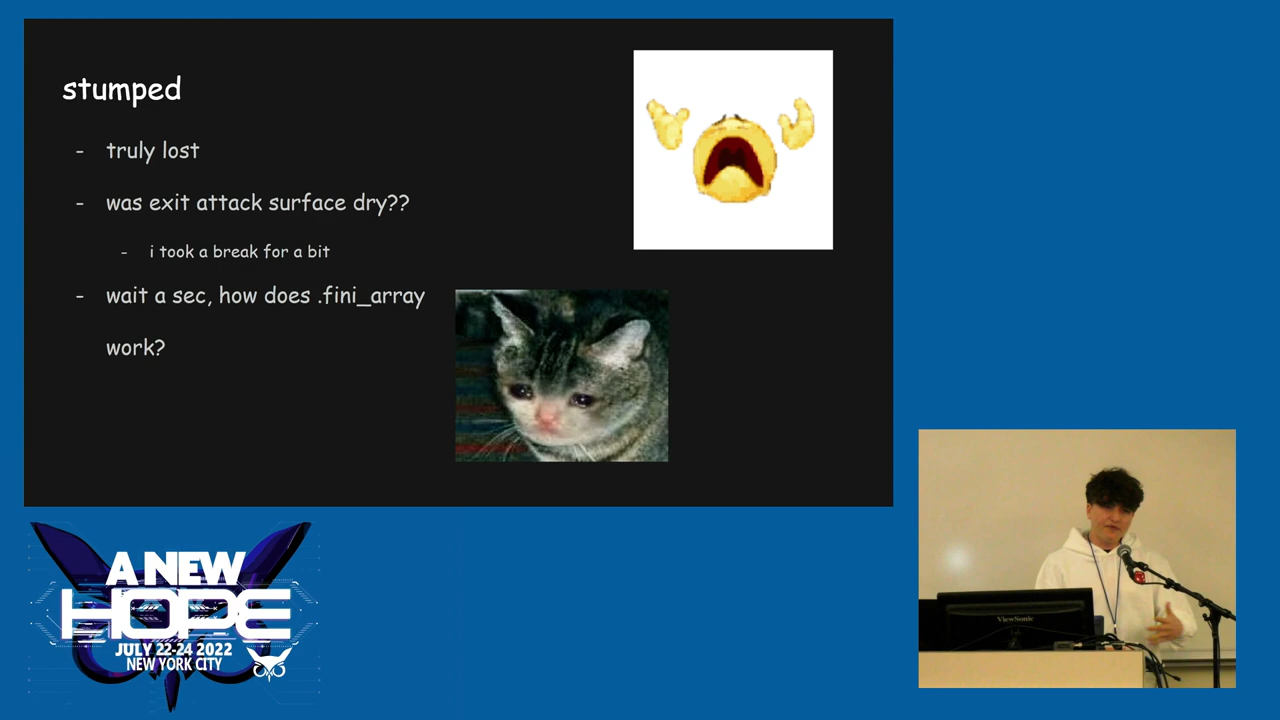 stumped
- truly lost
- was exit attack surface dry??
- i took a break for a bit
- wait a sec, how does .fini_array
work?
A NEW
HOPE
JULY 22-24 2022
NEW YORK CITY
ViewSonic